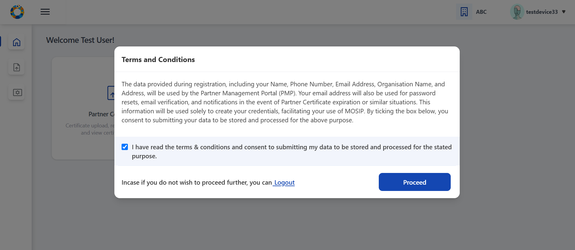 ABC
testdevice33
Welcome Test User!
Terms and Conditions
The data provided during registration, including your Name, Phone Number, Email Address, Organisation Name, and
Address, will be used by the Partner Management Portal (PMP). Your email address will also be used for password
resets, email verification, and notifications in the event of Partner Certificate expiration or similar situations. This
information will be used solely to create your credentials, facilitating your use of MOSIP. By ticking the box below, you
consent to submitting your data to be stored and processed for the above purpose.
Partner C
Certificate upload,
and view certi
I have read the terms & conditions and consent to submitting my data to be stored and processed for the stated
purpose.
Incase if you do not wish to proceed further, you can Logout
Proceed